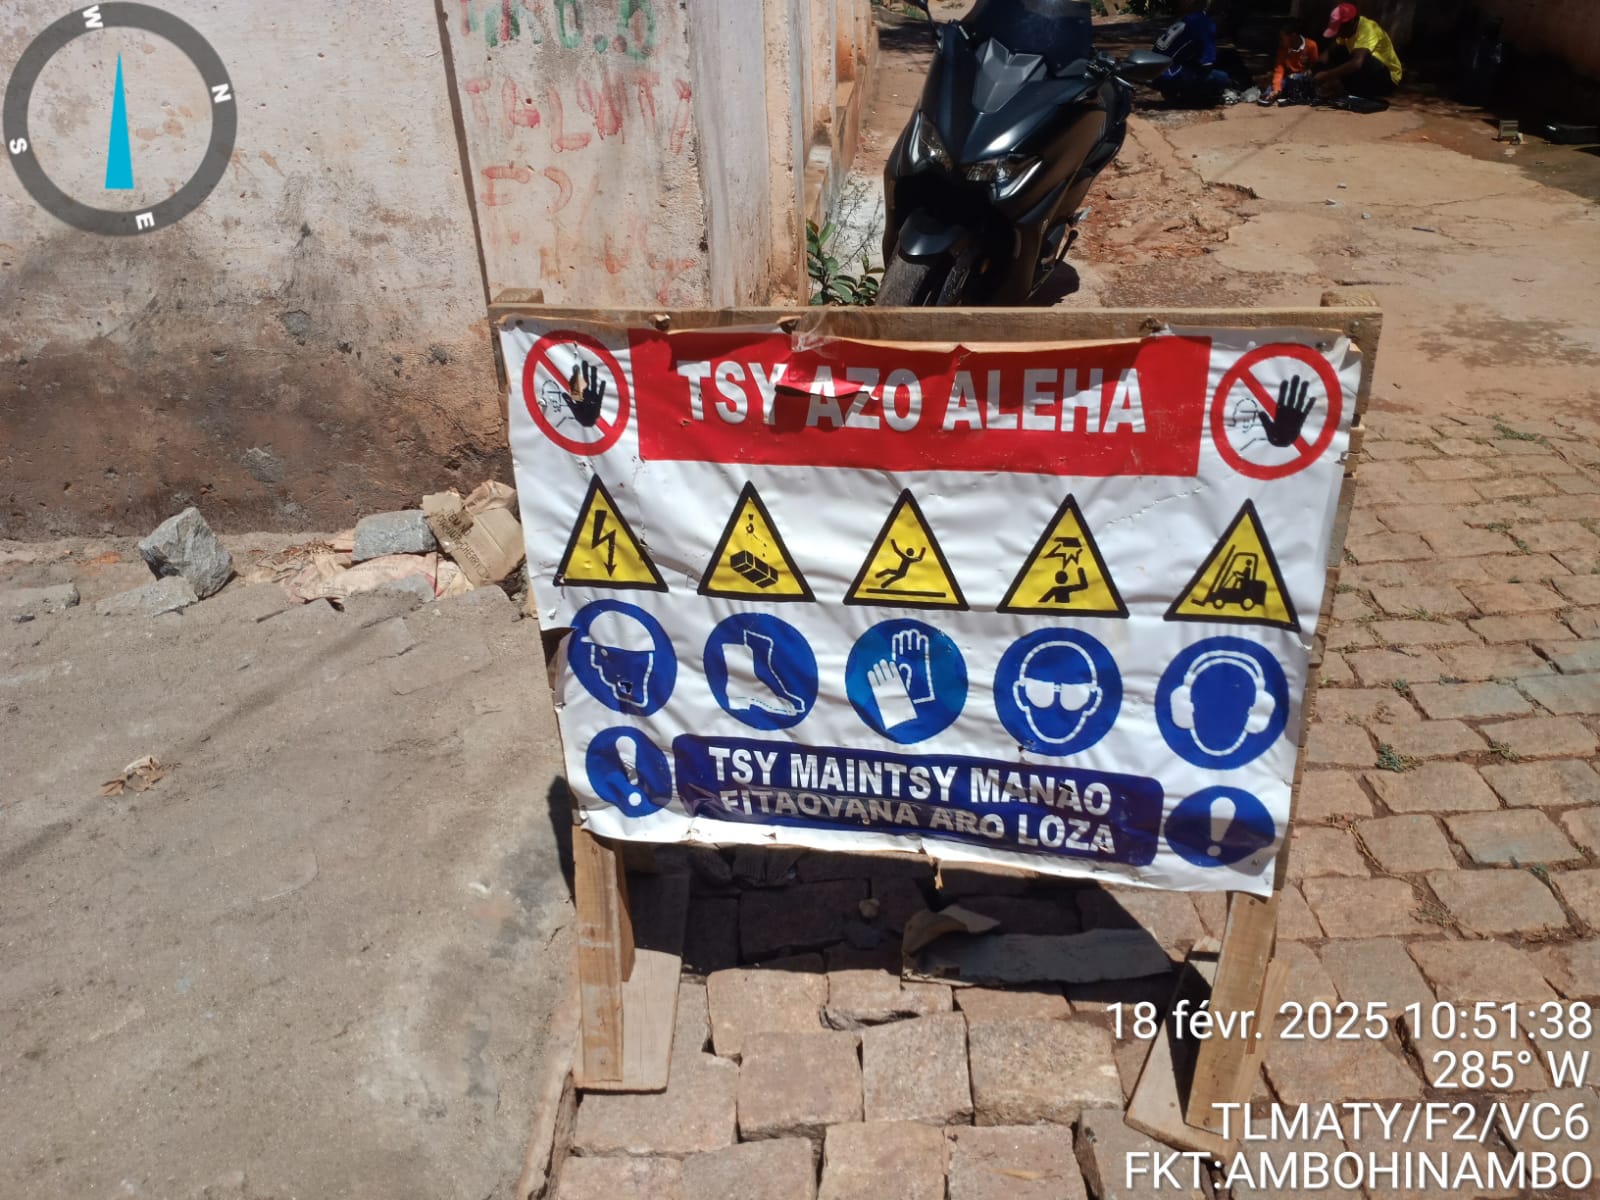 W
N
S
E
TSY AZO ALEHA
TSY MAINTSY MANAO
FITAOVANA ARO LOZA
18 févr. 2025 10:51:38
285° W
TLMATY/F2/VC6
FKT:AMBOHINAMBO